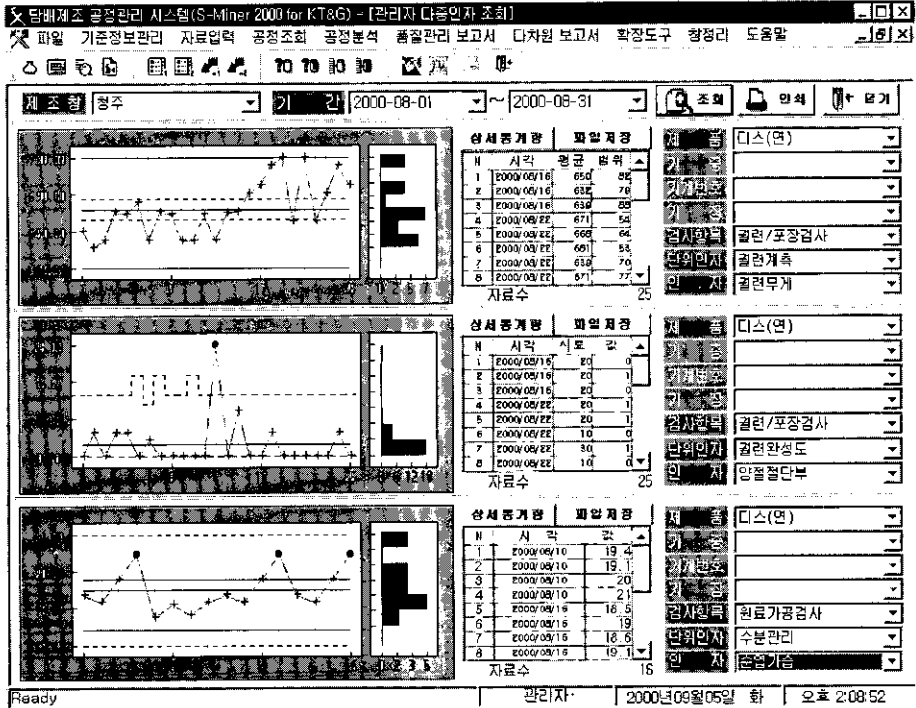 담배제조 공정관리 시스템(S-Miner 2000 for KT&G) - [관리자 다중인자 조회]
파일 기준정보관리 자료입력 공정조회 공정분석 품질관리 보고서 다차원 보고서 확장도구 창정리 도움말
제 조 창 청주 기 간 2000-08-01 ~ 2000-08-31 조회 인쇄 닫기
상세통계량 파일저장 제 품 디스(연)
N 시각 평균 범위
1 2000/08/16 650 82
2 2000/08/16 632 79
3 2000/08/16 639 88
4 2000/08/22 671 54
5 2000/08/22 668 64
6 2000/08/22 681 53
7 2000/08/22 639 70
8 2000/08/22 671 77
기계번호
검사항목 궐련/포장검사
단위인자 궐련계측
인 자 궐련무게
자료수 25
상세통계량 파일저장 제 품 디스(연)
N 시각 시료 값
1 2000/08/16 20 0
2 2000/08/16 20 1
3 2000/08/16 20 0
4 2000/08/22 20 1
5 2000/08/22 20 1
6 2000/08/22 10 0
7 2000/08/22 30 1
8 2000/08/22 10 0
기계번호
검사항목 궐련/포장검사
단위인자 궐련완성도
인 자 양절절단부
자료수 25
상세통계량 파일저장 제 품 디스(연)
N 시각 값
1 2000/08/10 19.4
2 2000/08/10 19.1
3 2000/08/10 20
4 2000/08/10 21
5 2000/08/16 18.5
6 2000/08/16 19
7 2000/08/16 18.6
8 2000/08/16 19.1
기계번호
검사항목 원료가공검사
단위인자 수분관리
인 자
자료수 16
Ready 관리자 2000년09월05일 화 오후 2:08:52